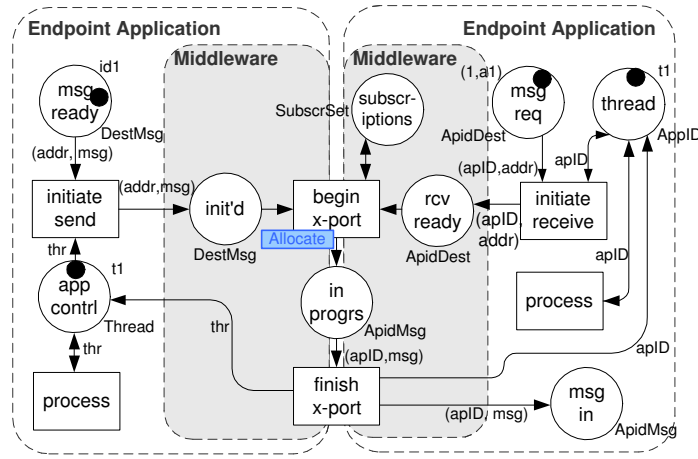 Endpoint Application
Endpoint Application
Middleware
Middleware
id1
msg
ready
DestMsg
(addr, msg)
initiate
send
(addr,msg)
thr
t1
app
contrl
Thread
thr
process
init'd
DestMsg
thr
SubscrSet
subscr-
iptions
begin
x-port
Allocate
in
progrs
ApidMsg
(apID,msg)
finish
x-port
rcv
ready
ApidDest
(1,a1)
msg
req
ApidDest
(apID,addr)
(apID,
addr)
initiate
receive
t1
thread
AppID
apID
apID
process
apID
(apID, msg)
msg
in
ApidMsg